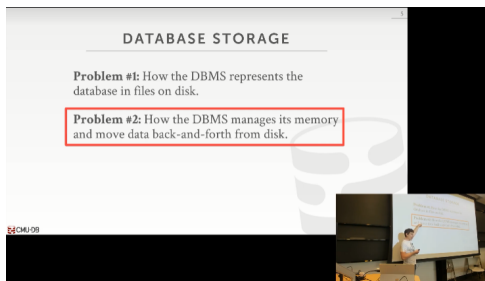 5
DATABASE STORAGE
Problem #1: How the DBMS represents the
database in files on disk.
Problem #2: How the DBMS manages its memory
and move data back-and-forth from disk.
CMU·DB